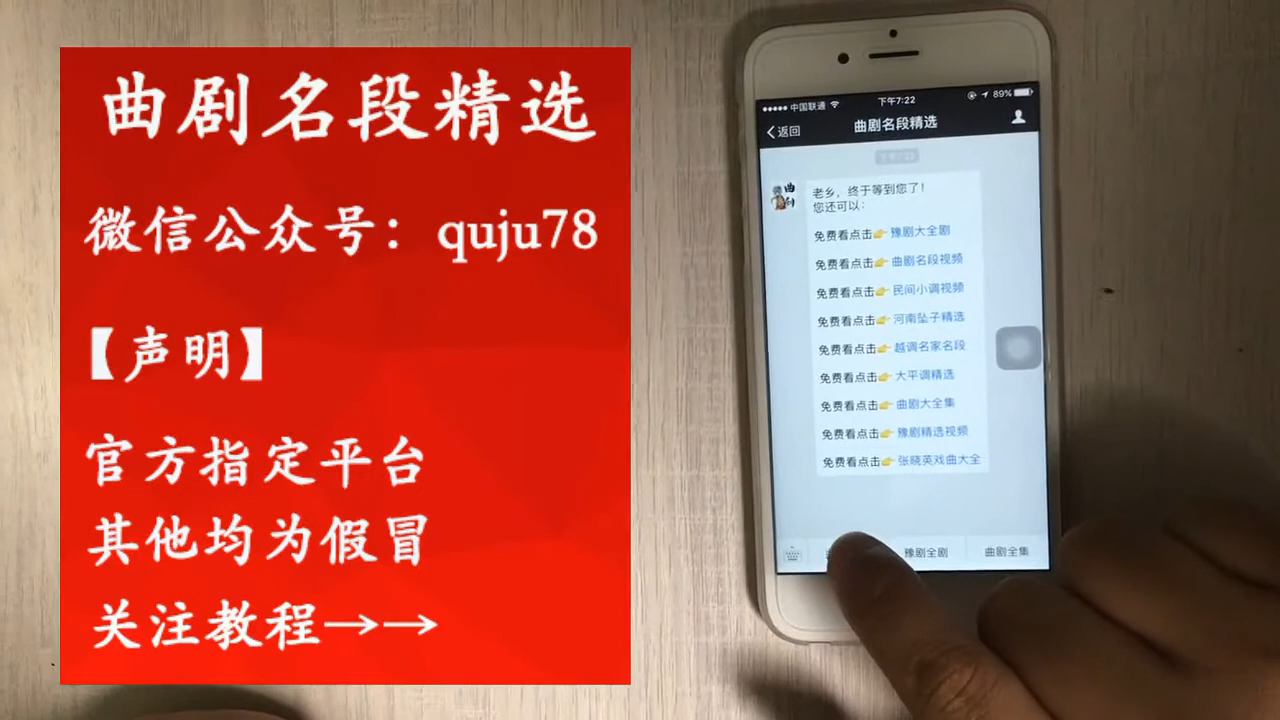 曲剧名段精选
微信公众号：quju78
【声明】
官方指定平台
其他均为假冒
关注教程→→
中国联通
下午7:22
89%
返回
曲剧名段精选
老乡，终于等到您了！
您还可以：
免费看点击👉豫剧大全剧
免费看点击👉曲剧名段视频
免费看点击👉民间小调视频
免费看点击👉河南坠子精选
免费看点击👉越调名家名段
免费看点击👉大平调精选
免费看点击👉曲剧大全集
免费看点击👉豫剧精选视频
免费看点击👉张晓英戏曲大全
豫剧全剧
曲剧全集